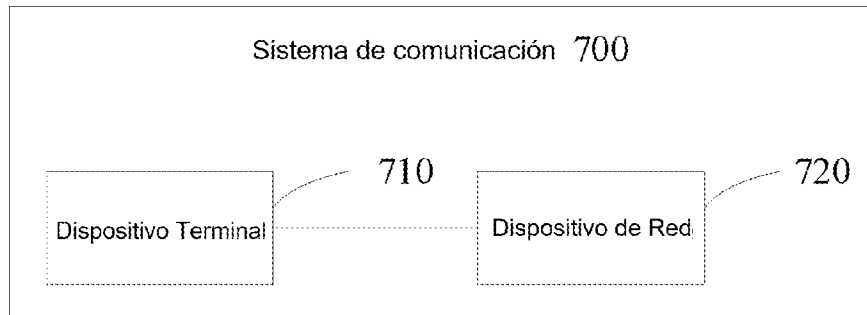 Sistema de comunicación 700
710
720
Dispositivo Terminal
Dispositivo de Red